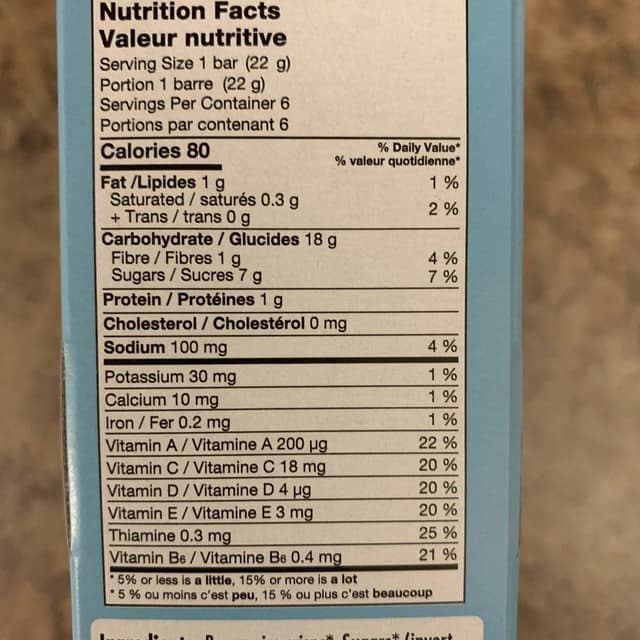 Nutrition Facts
Valeur nutritive
Serving Size 1 bar (22 g)
Portion 1 barre (22 g)
Servings Per Container 6
Portions par contenant 6
Calories 80
% Daily Value*
% valeur quotidienne*
Fat /Lipides 1 g 1 %
Saturated / saturés 0.3 g
+ Trans / trans 0 g 2 %
Carbohydrate / Glucides 18 g
Fibre / Fibres 1 g 4 %
Sugars / Sucres 7 g 7 %
Protein / Protéines 1 g
Cholesterol / Cholestérol 0 mg
Sodium 100 mg 4 %
Potassium 30 mg 1 %
Calcium 10 mg 1 %
Iron / Fer 0.2 mg 1 %
Vitamin A / Vitamine A 200 µg 22 %
Vitamin C / Vitamine C 18 mg 20 %
Vitamin D / Vitamine D 4 µg 20 %
Vitamin E / Vitamine E 3 mg 20 %
Thiamine 0.3 mg 25 %
Vitamin B6 / Vitamine B6 0.4 mg 21 %
* 5% or less is a little, 15% or more is a lot
* 5 % ou moins c'est peu, 15 % ou plus c'est beaucoup